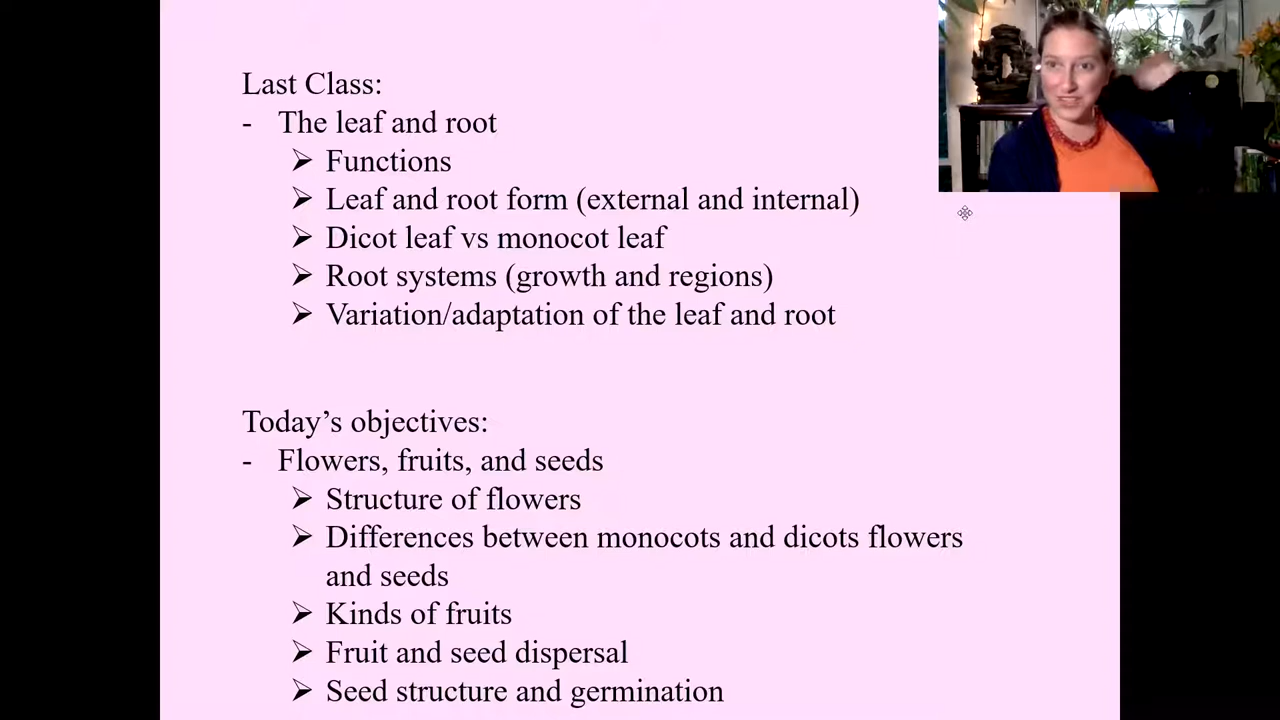 Last Class:
- The leaf and root
➢ Functions
➢ Leaf and root form (external and internal)
➢ Dicot leaf vs monocot leaf
➢ Root systems (growth and regions)
➢ Variation/adaptation of the leaf and root
Today’s objectives:
- Flowers, fruits, and seeds
➢ Structure of flowers
➢ Differences between monocots and dicots flowers
and seeds
➢ Kinds of fruits
➢ Fruit and seed dispersal
➢ Seed structure and germination